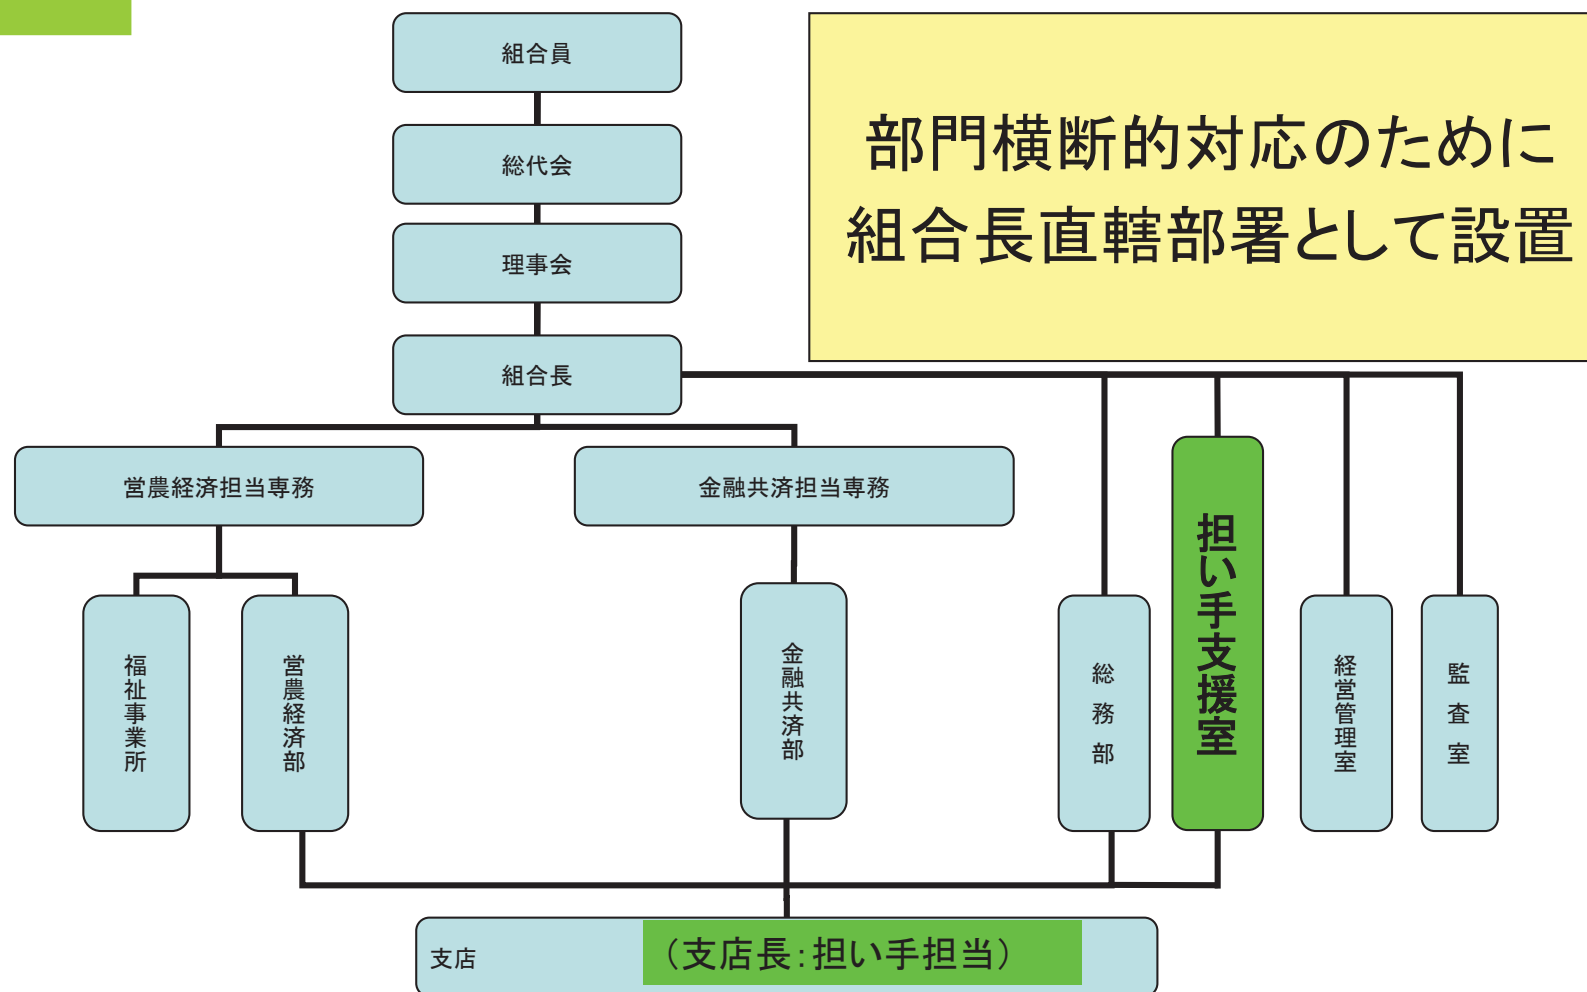 組合員
部門横断的対応のために
組合長直轄部署として設置
総代会
理事会
組合長
営農経済担当専務
金融共済担当専務
福祉事業所
営農経済部
金融共済部
総務部
担い手支援室
経営管理室
監査室
支店
（支店長：担い手担当）